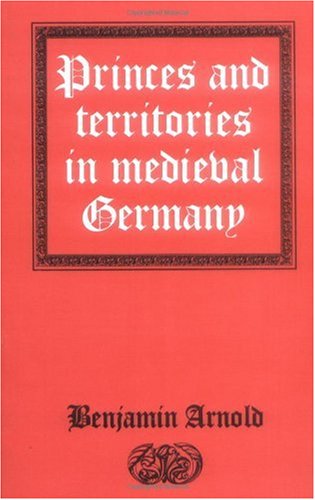 Princes and
territories
in medieval
Germany
Benjamin Arnold